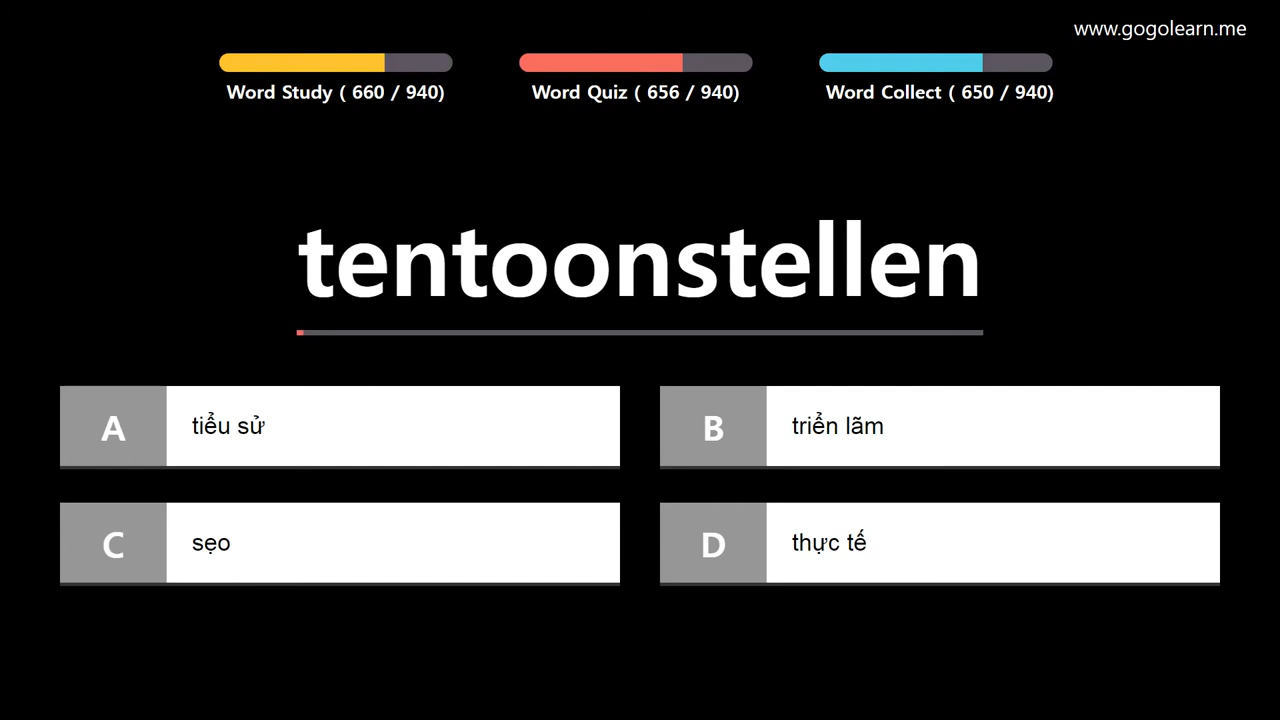 www.gogolearn.me
Word Study ( 660 / 940)
Word Quiz ( 656 / 940)
Word Collect ( 650 / 940)
tentoonstellen
A tiểu sử
B triển lãm
C sẹo
D thực tế